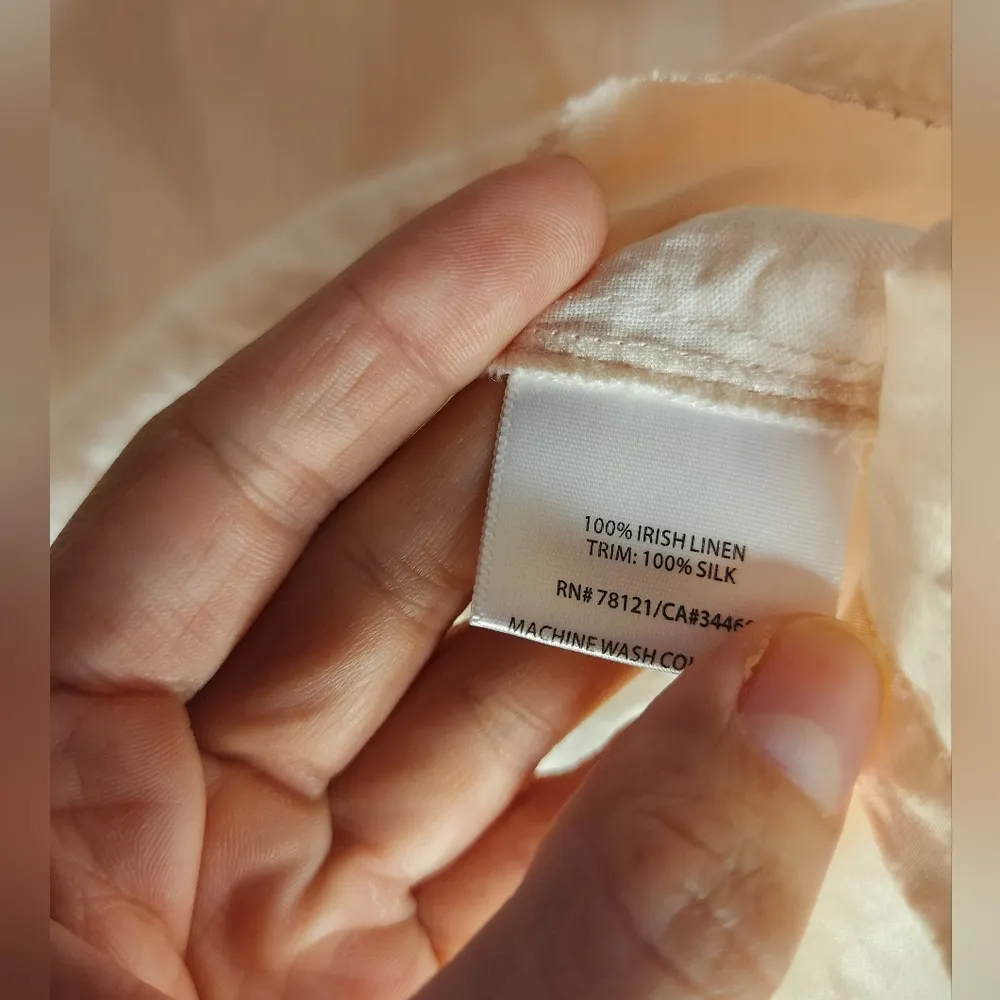 100% IRISH LINEN
TRIM: 100% SILK
RN# 78121/CA#3446
MACHINE WASH